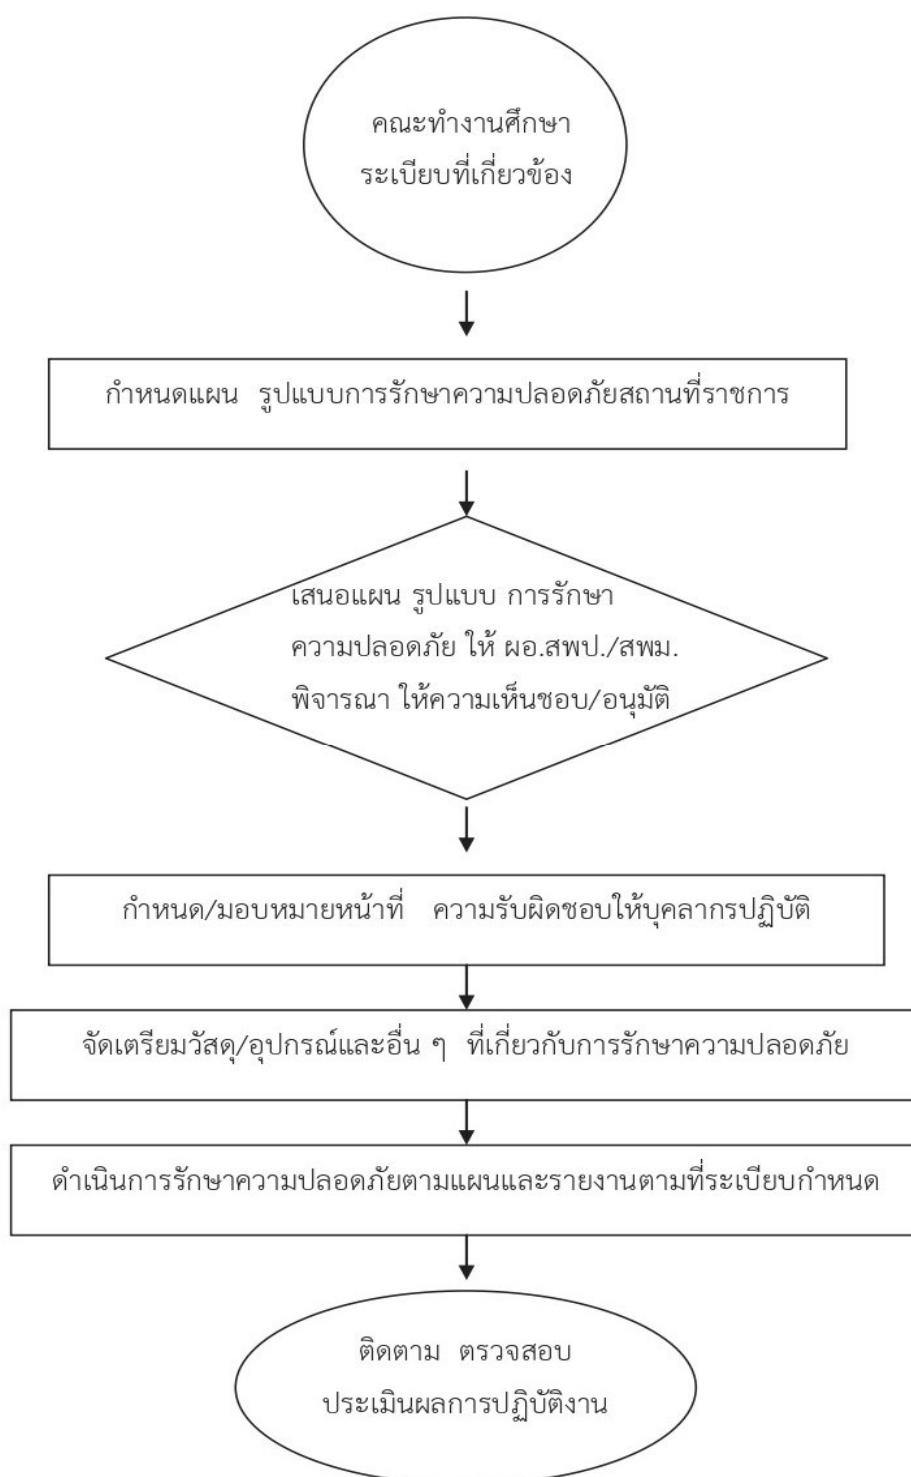 คณะทำงานศึกษา
ระเบียบที่เกี่ยวข้อง
กำหนดแผน รูปแบบการรักษาความปลอดภัยสถานที่ราชการ
เสนอแผน รูปแบบ การรักษา
ความปลอดภัย ให้ ผอ.สพป./สพม.
พิจารณา ให้ความเห็นชอบ/อนุมัติ
กำหนด/มอบหมายหน้าที่ ความรับผิดชอบให้บุคลากรปฏิบัติ
จัดเตรียมวัสดุ/อุปกรณ์และอื่น ๆ ที่เกี่ยวกับการรักษาความปลอดภัย
ดำเนินการรักษาความปลอดภัยตามแผนและรายงานตามที่ระเบียบกำหนด
ติดตาม ตรวจสอบ
ประเมินผลการปฏิบัติงาน